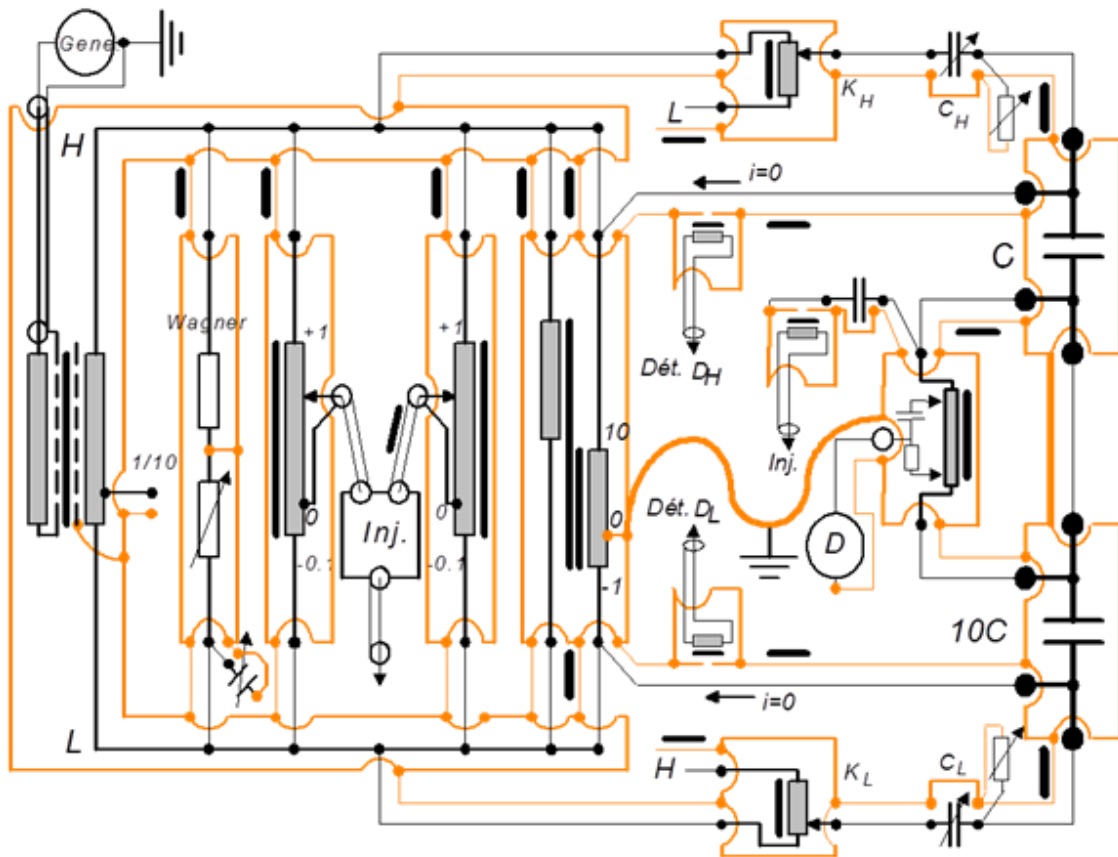 Gene.
H
L
K H
C H
i=0
C
Wagner
+1
+1
Dét. D H
10
1/10
Inj.
0
0
Inj.
0
Dét. D L
D
-0.1
-0.1
-1
10C
i=0
L
H
K L
C L